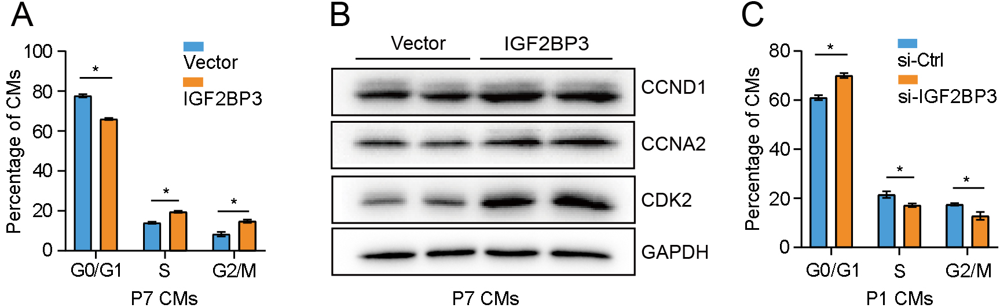 A
Percentage of CMs
100
80
60
40
20
0
Vector
IGF2BP3
*
*
*
G0/G1 S G2/M
P7 CMs
B
Vector IGF2BP3
CCND1
CCNA2
CDK2
GAPDH
P7 CMs
C
Percentage of CMs
80
60
40
20
0
si-Ctrl
si-IGF2BP3
*
*
*
G0/G1 S G2/M
P1 CMs